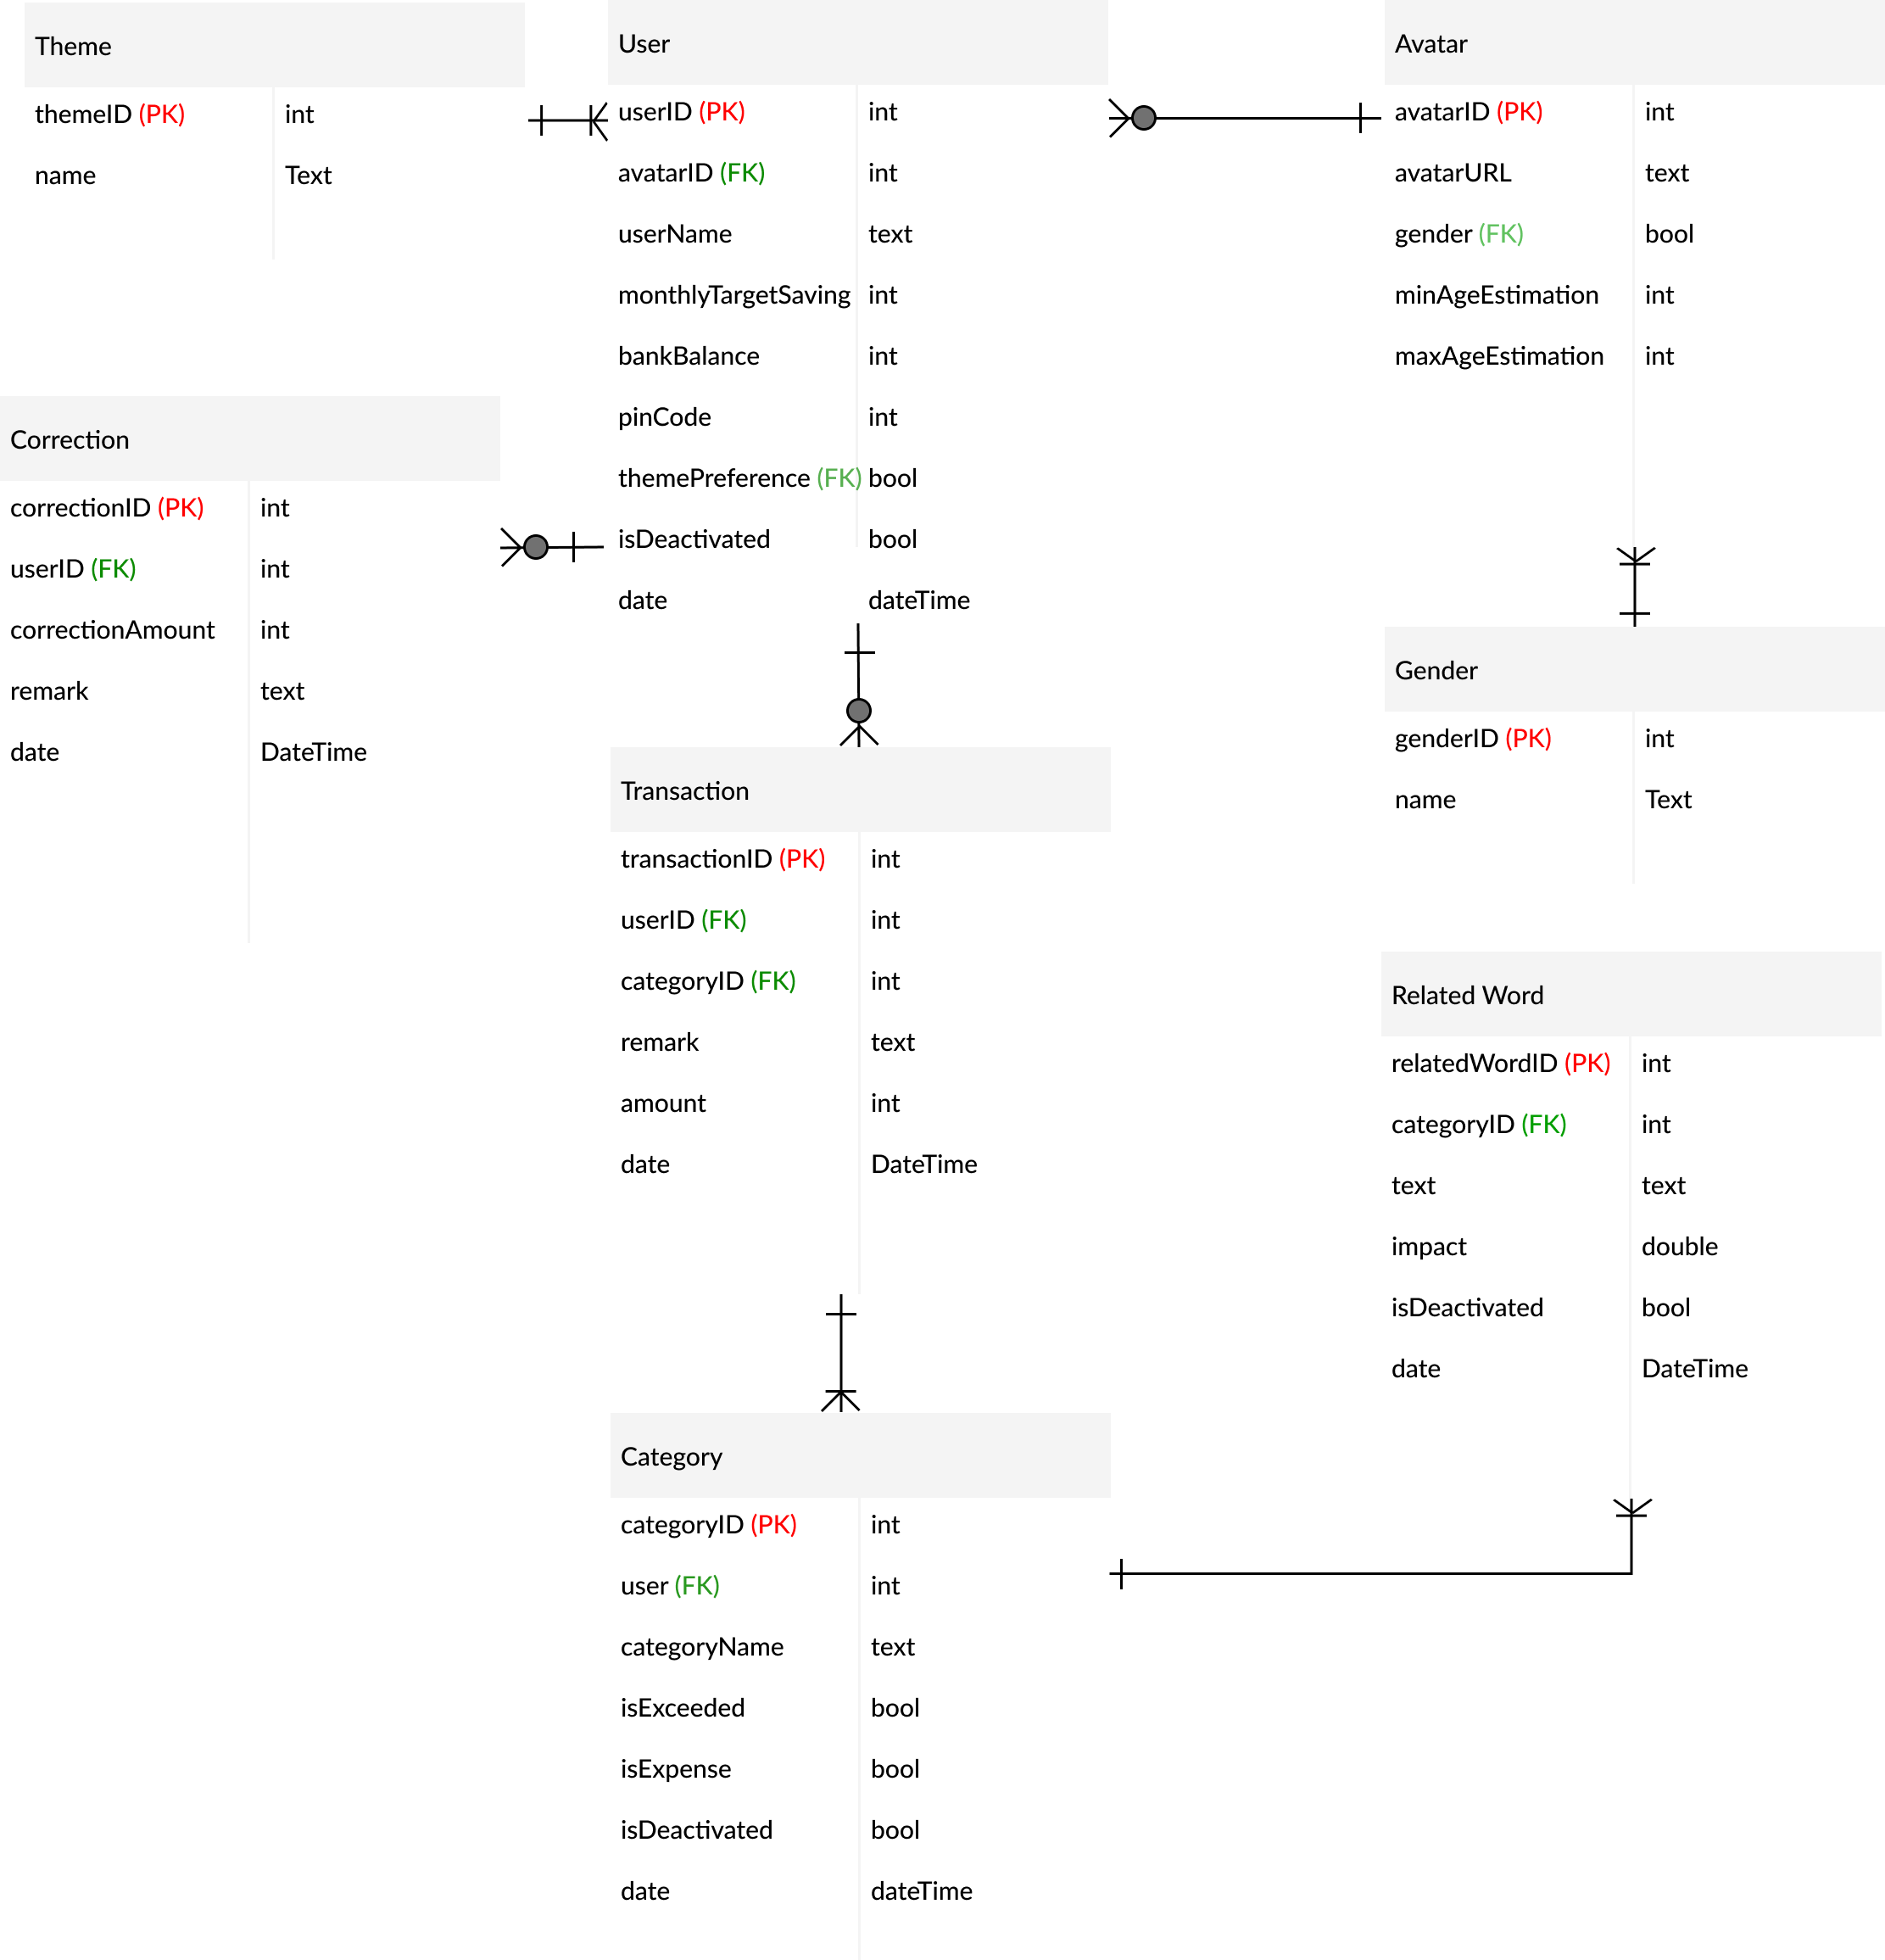 Theme
themeID (PK) int
name Text
User
userID (PK) int
avatarID (FK) int
userName text
monthlyTargetSaving int
bankBalance int
pinCode int
themePreference (FK) bool
isDeactivated bool
date dateTime
Avatar
avatarID (PK) int
avatarURL text
gender (FK) bool
minAgeEstimation int
maxAgeEstimation int
Correction
correctionID (PK) int
userID (FK) int
correctionAmount int
remark text
date DateTime
Gender
genderID (PK) int
name Text
Transaction
transactionID (PK) int
userID (FK) int
categoryID (FK) int
remark text
amount int
date DateTime
Related Word
relatedWordID (PK) int
categoryID (FK) int
text text
impact double
isDeactivated bool
date DateTime
Category
categoryID (PK) int
user (FK) int
categoryName text
isExceeded bool
isExpense bool
isDeactivated bool
date dateTime